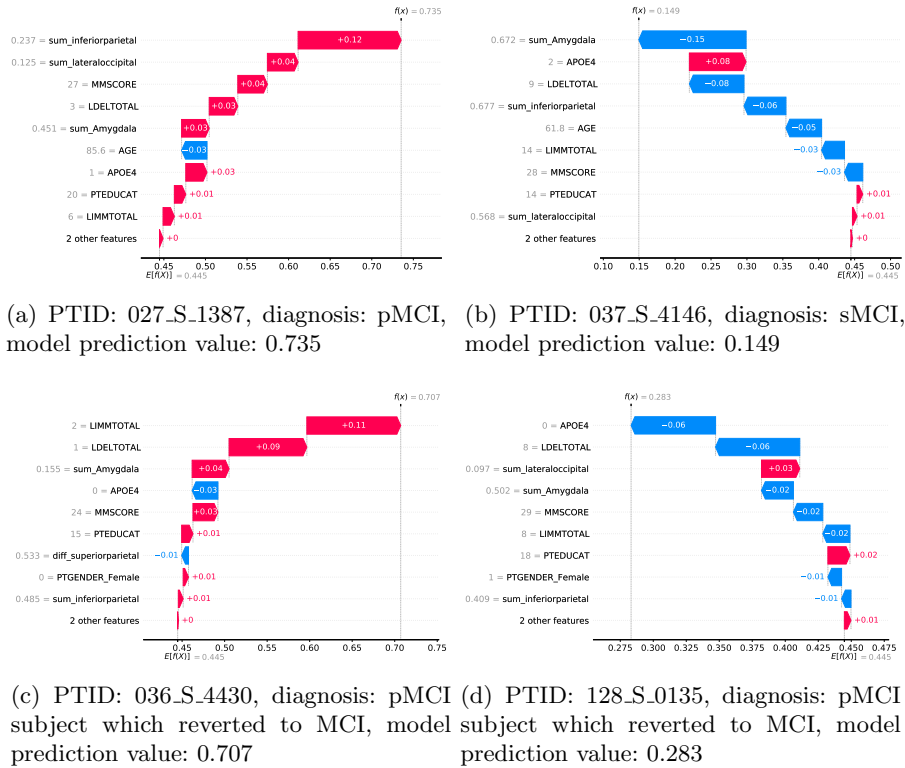 f(x) = 0.735
0.237 = sum_inferiorparietal +0.12
0.125 = sum_lateraloccipital +0.04
27 = MMSCORE +0.04
3 = LDELTOTAL +0.03
0.451 = sum_Amygdala +0.03
85.6 = AGE −0.03
1 = APOE4 +0.03
20 = PTEDUCAT +0.01
6 = LIMMTOTAL +0.01
2 other features +0
0.45 0.50 0.55 0.60 0.65 0.70 0.75
E[f(X)] = 0.445
(a) PTID: 027_S_1387, diagnosis: pMCI,
model prediction value: 0.735
f(x) = 0.149
0.672 = sum_Amygdala −0.15
2 = APOE4 +0.08
9 = LDELTOTAL −0.08
0.677 = sum_inferiorparietal −0.06
61.8 = AGE −0.05
14 = LIMMTOTAL −0.03
28 = MMSCORE −0.03
14 = PTEDUCAT +0.01
0.568 = sum_lateraloccipital +0.01
2 other features +0
0.10 0.15 0.20 0.25 0.30 0.35 0.40 0.45 0.50
E[f(X)] = 0.445
(b) PTID: 037_S_4146, diagnosis: sMCI,
model prediction value: 0.149
f(x) = 0.707
2 = LIMMTOTAL +0.11
1 = LDELTOTAL +0.09
0.155 = sum_Amygdala +0.04
0 = APOE4 −0.03
24 = MMSCORE +0.03
15 = PTEDUCAT +0.01
0.533 = diff_superiorparietal −0.01
0 = PTGENDER_Female +0.01
0.485 = sum_inferiorparietal +0.01
2 other features +0
0.45 0.50 0.55 0.60 0.65 0.70 0.75
E[f(X)] = 0.445
(c) PTID: 036_S_4430, diagnosis: pMCI
subject which reverted to MCI, model
prediction value: 0.707
f(x) = 0.283
0 = APOE4 −0.06
8 = LDELTOTAL −0.06
0.097 = sum_lateraloccipital +0.03
0.502 = sum_Amygdala −0.02
29 = MMSCORE −0.02
8 = LIMMTOTAL −0.02
18 = PTEDUCAT +0.02
1 = PTGENDER_Female −0.01
0.409 = sum_inferiorparietal −0.01
2 other features +0.01
0.275 0.300 0.325 0.350 0.375 0.400 0.425 0.450 0.475
E[f(X)] = 0.445
(d) PTID: 128_S_0135, diagnosis: pMCI
subject which reverted to MCI, model
prediction value: 0.283